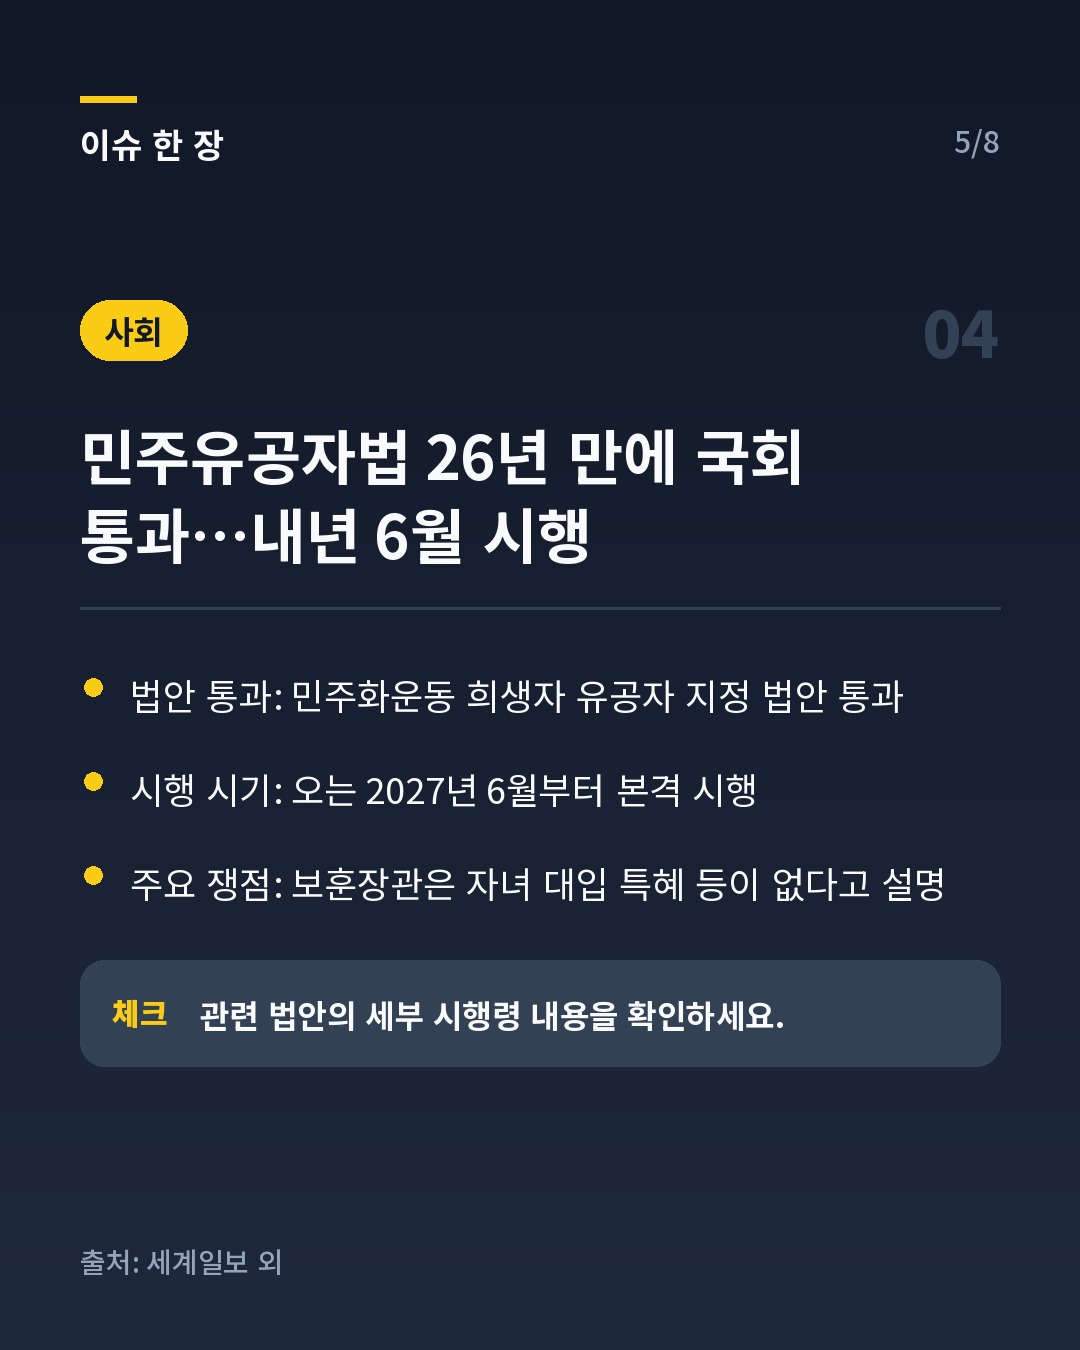 이슈 한 장
5/8
사회
04
민주유공자법 26년 만에 국회
통과⋯내년 6월 시행
법안 통과: 민주화운동 희생자 유공자 지정 법안 통과
시행 시기: 오는 2027년 6월부터 본격 시행
주요 쟁점: 보훈장관은 자녀 대입 특혜 등이 없다고 설명
체크 관련 법안의 세부 시행령 내용을 확인하세요.
출처: 세계일보 외